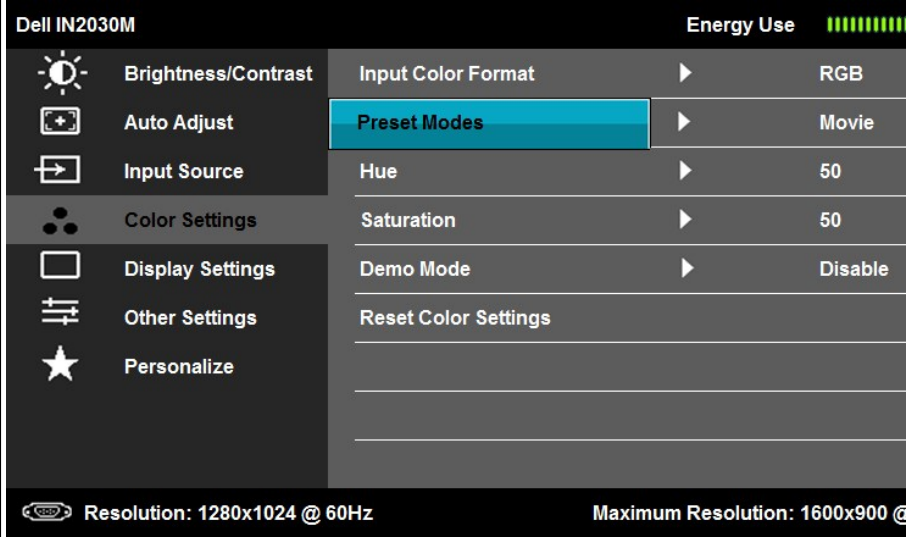 Dell IN2030M Energy Use
Brightness/Contrast Input Color Format RGB
Auto Adjust Preset Modes Movie
Input Source Hue 50
Color Settings Saturation 50
Display Settings Demo Mode Disable
Other Settings Reset Color Settings
Personalize
Resolution: 1280x1024 @ 60Hz Maximum Resolution: 1600x900 @